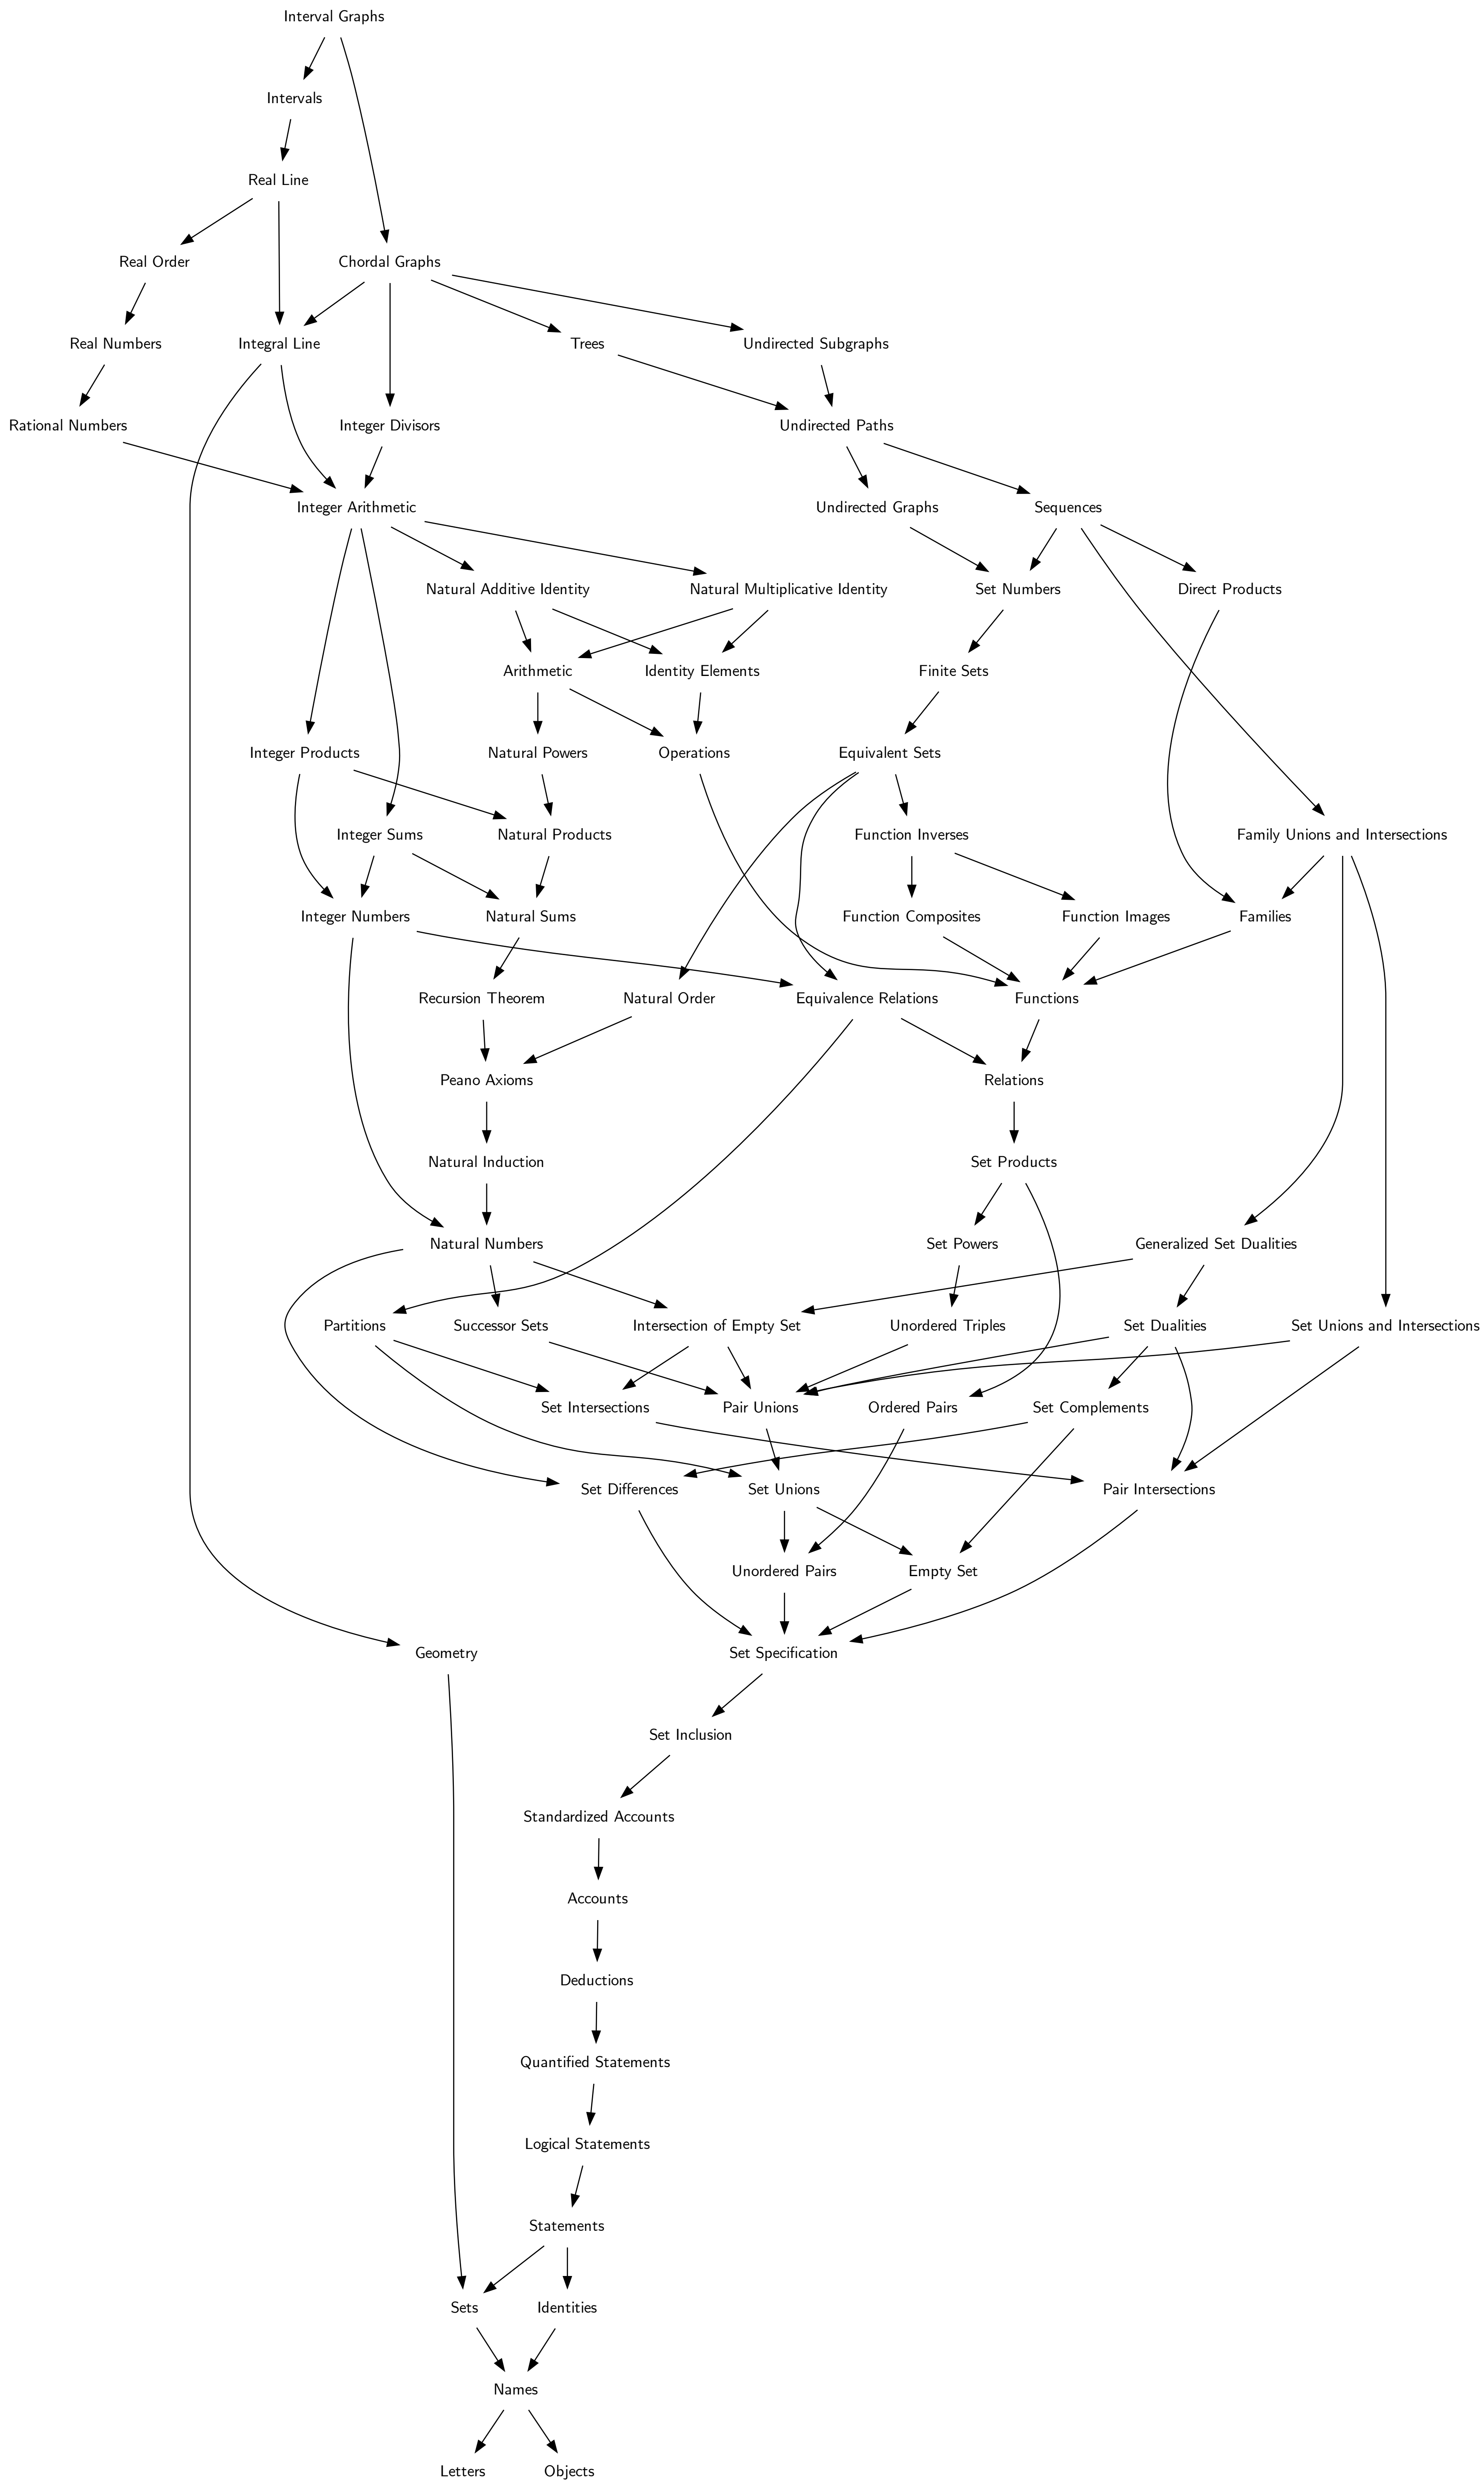 Interval Graphs
Intervals
Real Line
Real Order
Chordal Graphs
Real Numbers
Integral Line
Trees
Undirected Subgraphs
Rational Numbers
Integer Divisors
Undirected Paths
Integer Arithmetic
Undirected Graphs
Sequences
Natural Additive Identity
Natural Multiplicative Identity
Set Numbers
Direct Products
Arithmetic
Identity Elements
Finite Sets
Integer Products
Natural Powers
Operations
Equivalent Sets
Integer Sums
Natural Products
Function Inverses
Family Unions and Intersections
Integer Numbers
Natural Sums
Function Composites
Function Images
Families
Recursion Theorem
Natural Order
Equivalence Relations
Functions
Peano Axioms
Relations
Natural Induction
Set Products
Natural Numbers
Set Powers
Generalized Set Dualities
Partitions
Successor Sets
Intersection of Empty Set
Unordered Triples
Set Dualities
Set Unions and Intersections
Set Intersections
Pair Unions
Ordered Pairs
Set Complements
Set Differences
Set Unions
Pair Intersections
Unordered Pairs
Empty Set
Geometry
Set Specification
Set Inclusion
Standardized Accounts
Accounts
Deductions
Quantified Statements
Logical Statements
Statements
Sets
Identities
Names
Letters
Objects